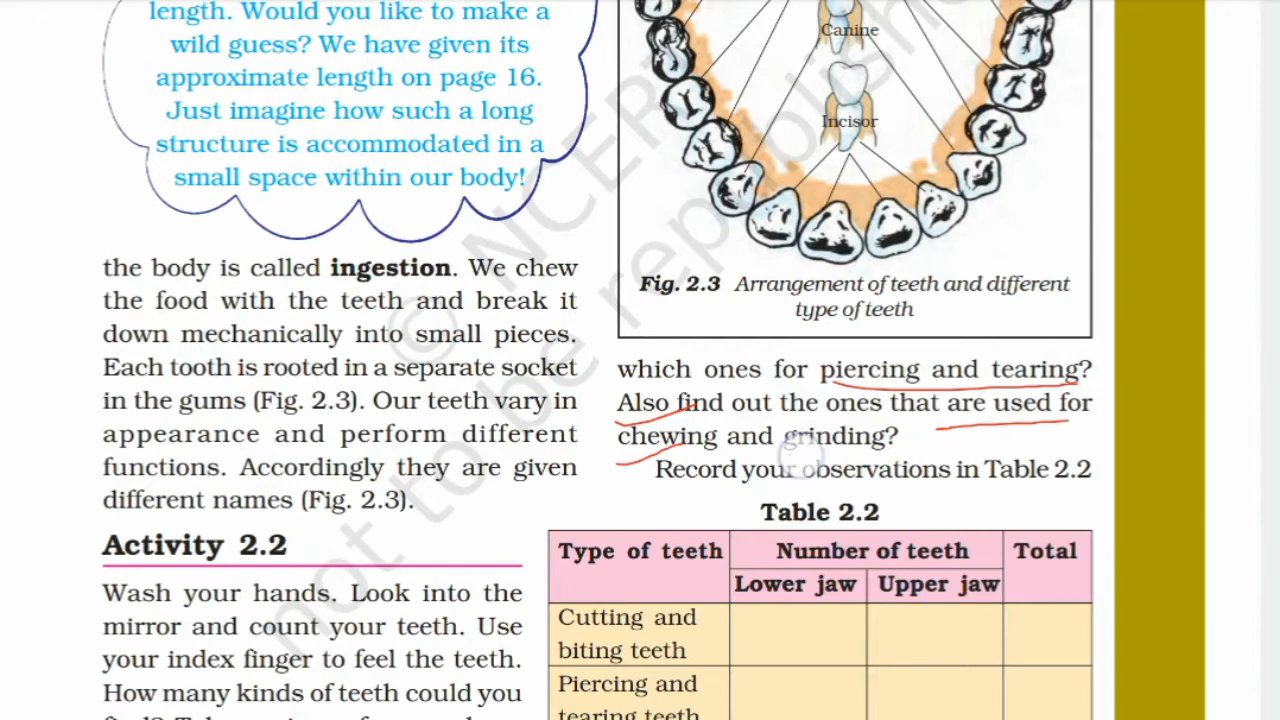 length. Would you like to make a
wild guess? We have given its
approximate length on page 16.
Just imagine how such a long
structure is accommodated in a
small space within our body!
the body is called ingestion. We chew
the food with the teeth and break it
down mechanically into small pieces.
Each tooth is rooted in a separate socket
in the gums (Fig. 2.3). Our teeth vary in
appearance and perform different
functions. Accordingly they are given
different names (Fig. 2.3).
Activity 2.2
Wash your hands. Look into the
mirror and count your teeth. Use
your index finger to feel the teeth.
How many kinds of teeth could you
Canine
Incisor
Fig. 2.3 Arrangement of teeth and different
type of teeth
which ones for piercing and tearing?
Also find out the ones that are used for
chewing and grinding?
Record your observations in Table 2.2
Table 2.2
Type of teeth Number of teeth Total
Lower jaw Upper jaw
Cutting and
biting teeth
Piercing and
tearing teeth
© NCERT
not to be republished